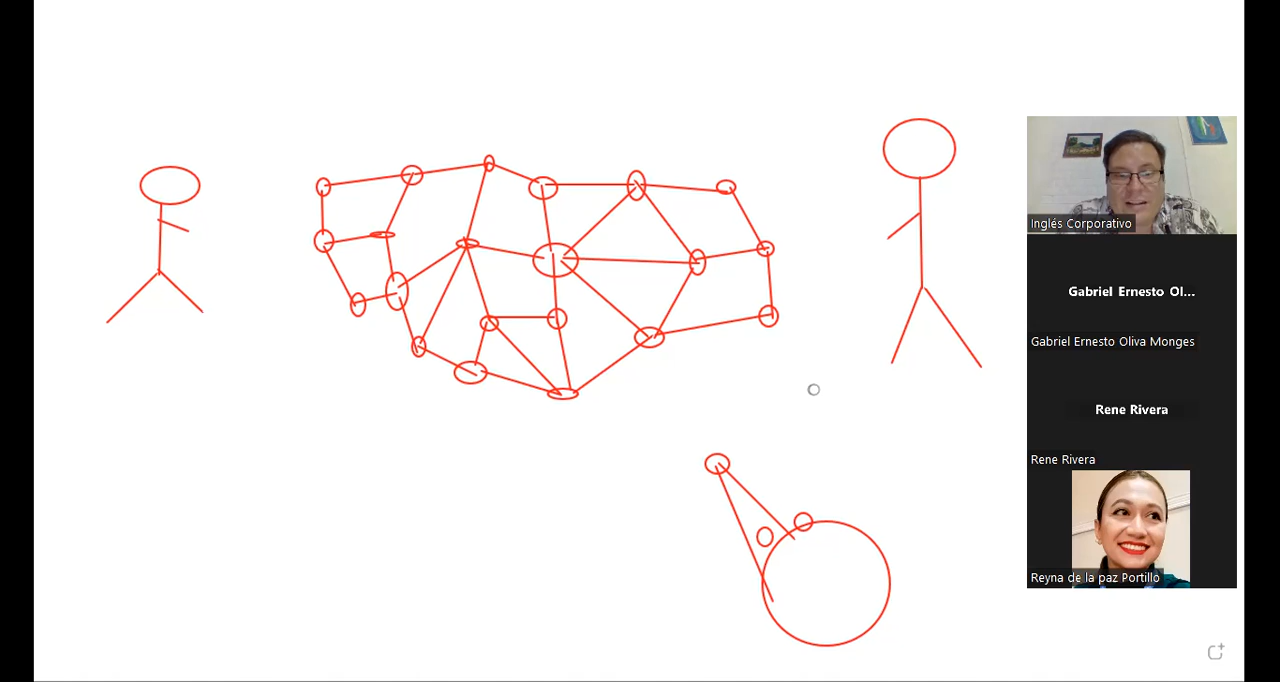 Inglés Corporativo
Gabriel Ernesto Ol...
Gabriel Ernesto Oliva Monges
Rene Rivera
Rene Rivera
Reyna de la paz Portillo